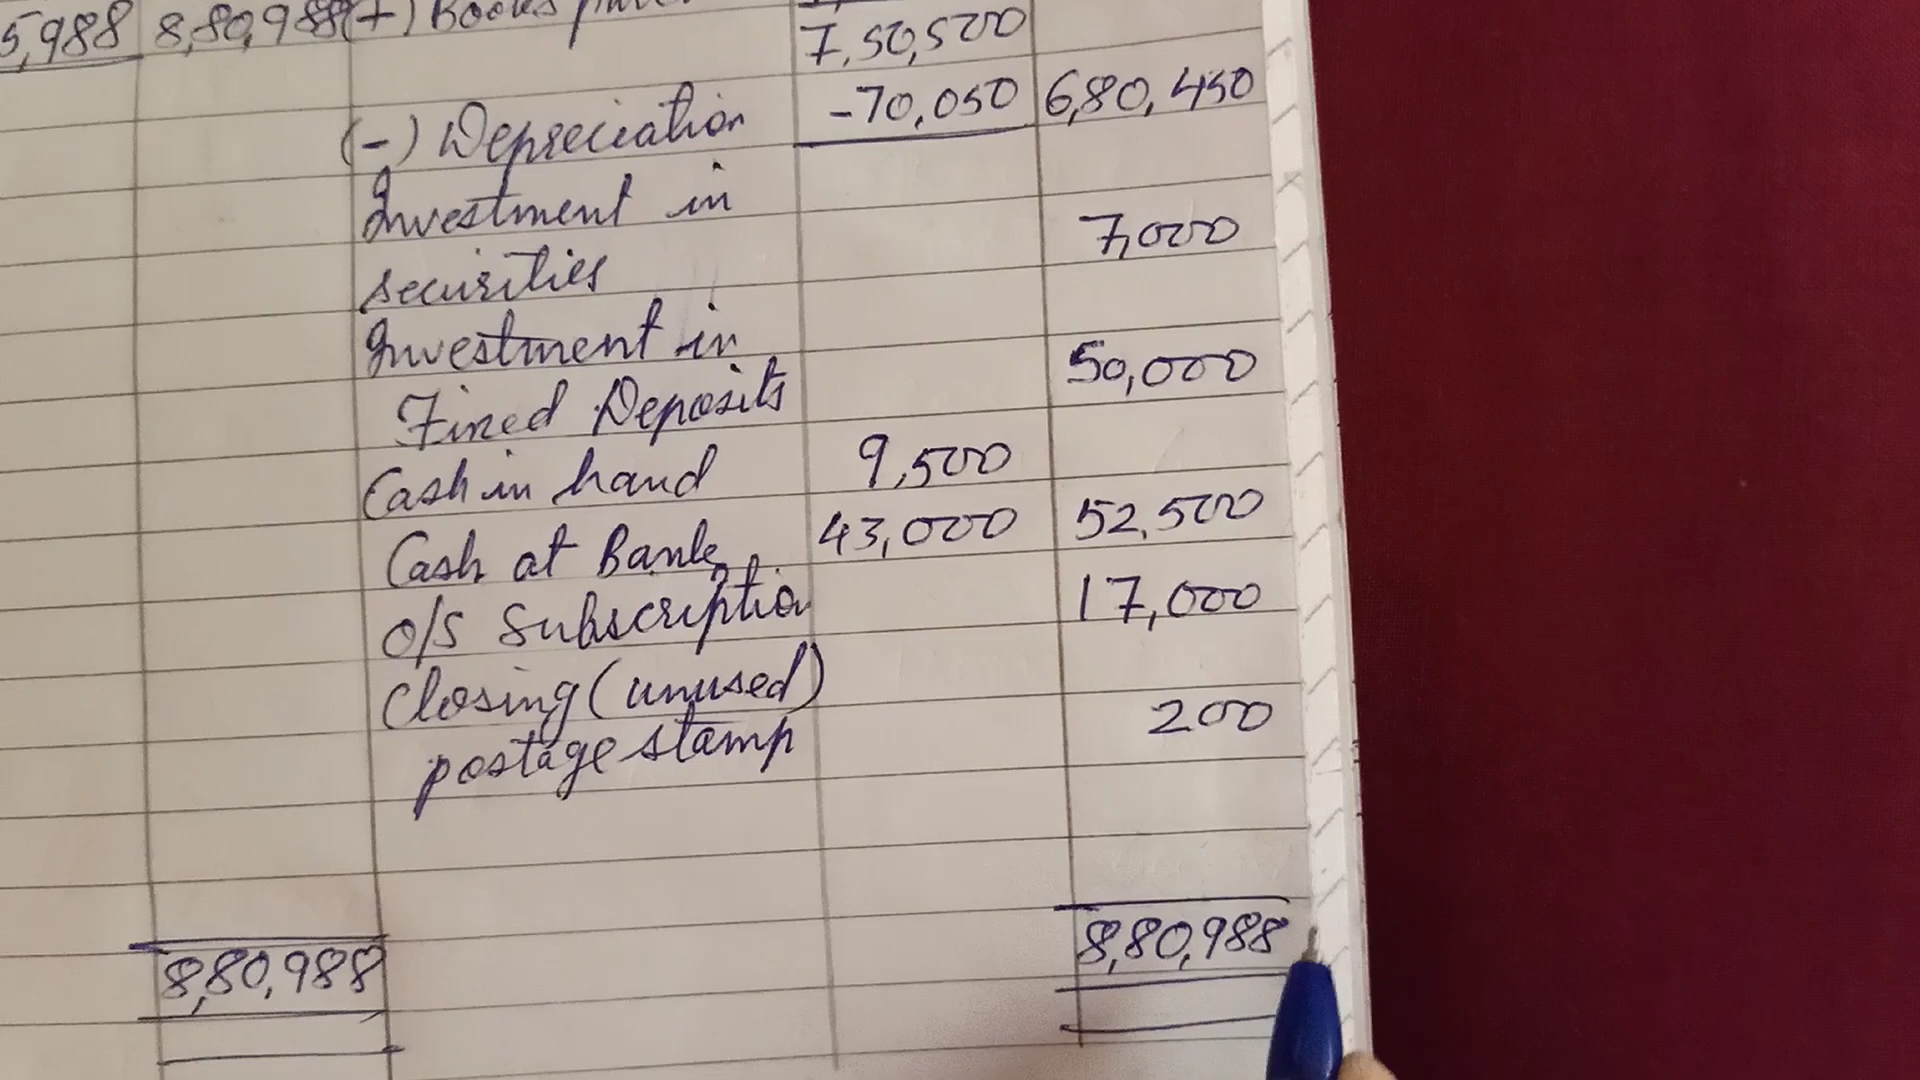 5,988 8,80,988 (+) Books
7,50,500
(-) Depreciation -70,050 6,80,450
Investment in
securities 7,000
Investment in
Fixed Deposits 50,000
Cash in hand 9,500
Cash at Bank 43,000 52,500
O/S Subscription 17,000
Closing (unused)
postage stamp 200
8,80,988 8,80,988